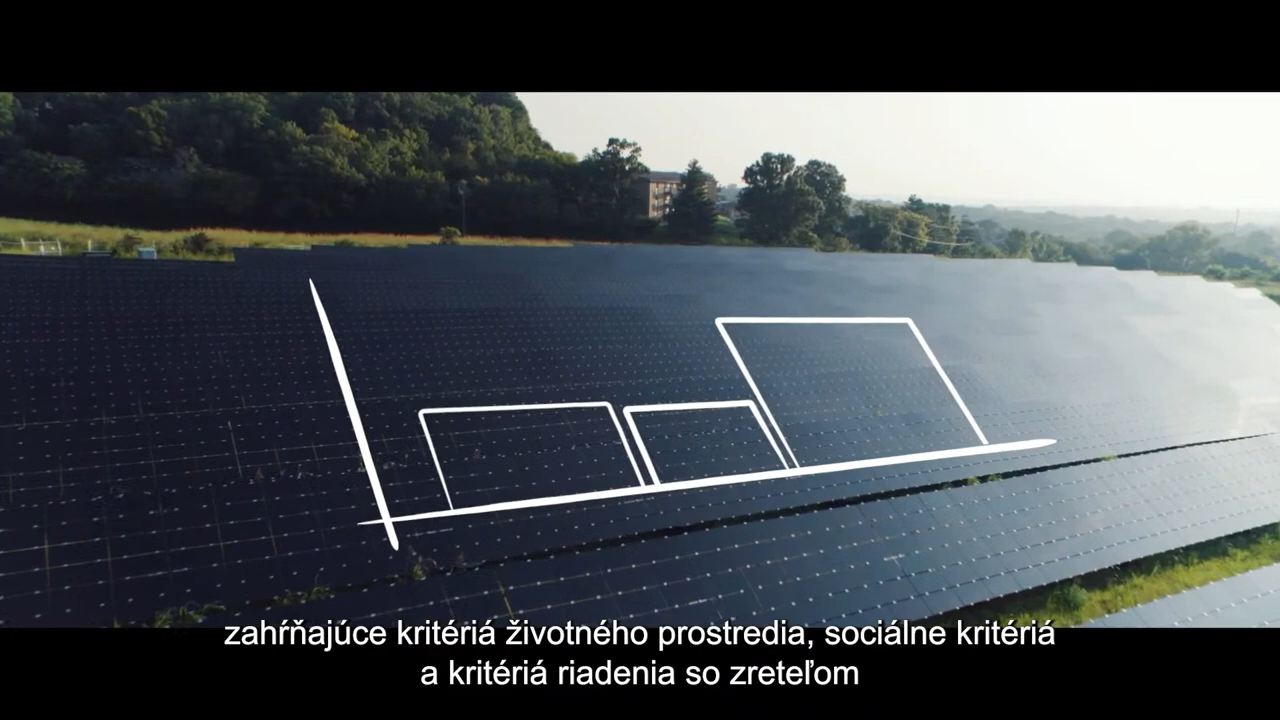 zahŕňajúce kritériá životného prostredia, sociálne kritériá
a kritériá riadenia so zreteľom